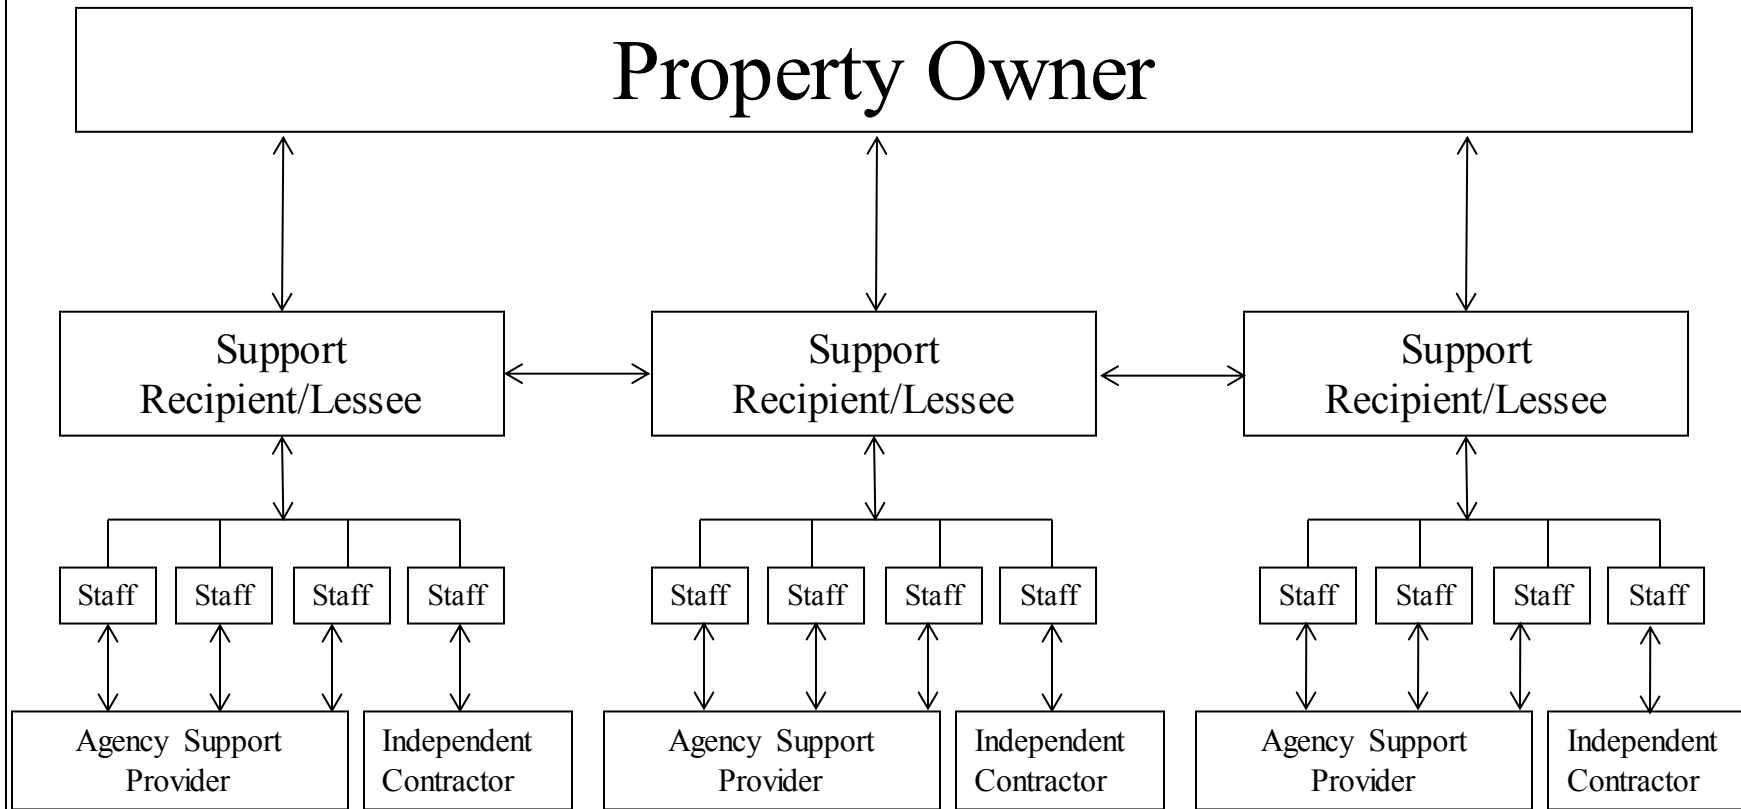 Property Owner
Support
Recipient/Lessee
Support
Recipient/Lessee
Support
Recipient/Lessee
Staff
Staff
Staff
Staff
Staff
Staff
Staff
Staff
Staff
Staff
Staff
Staff
Agency Support
Provider
Independent
Contractor
Agency Support
Provider
Independent
Contractor
Agency Support
Provider
Independent
Contractor